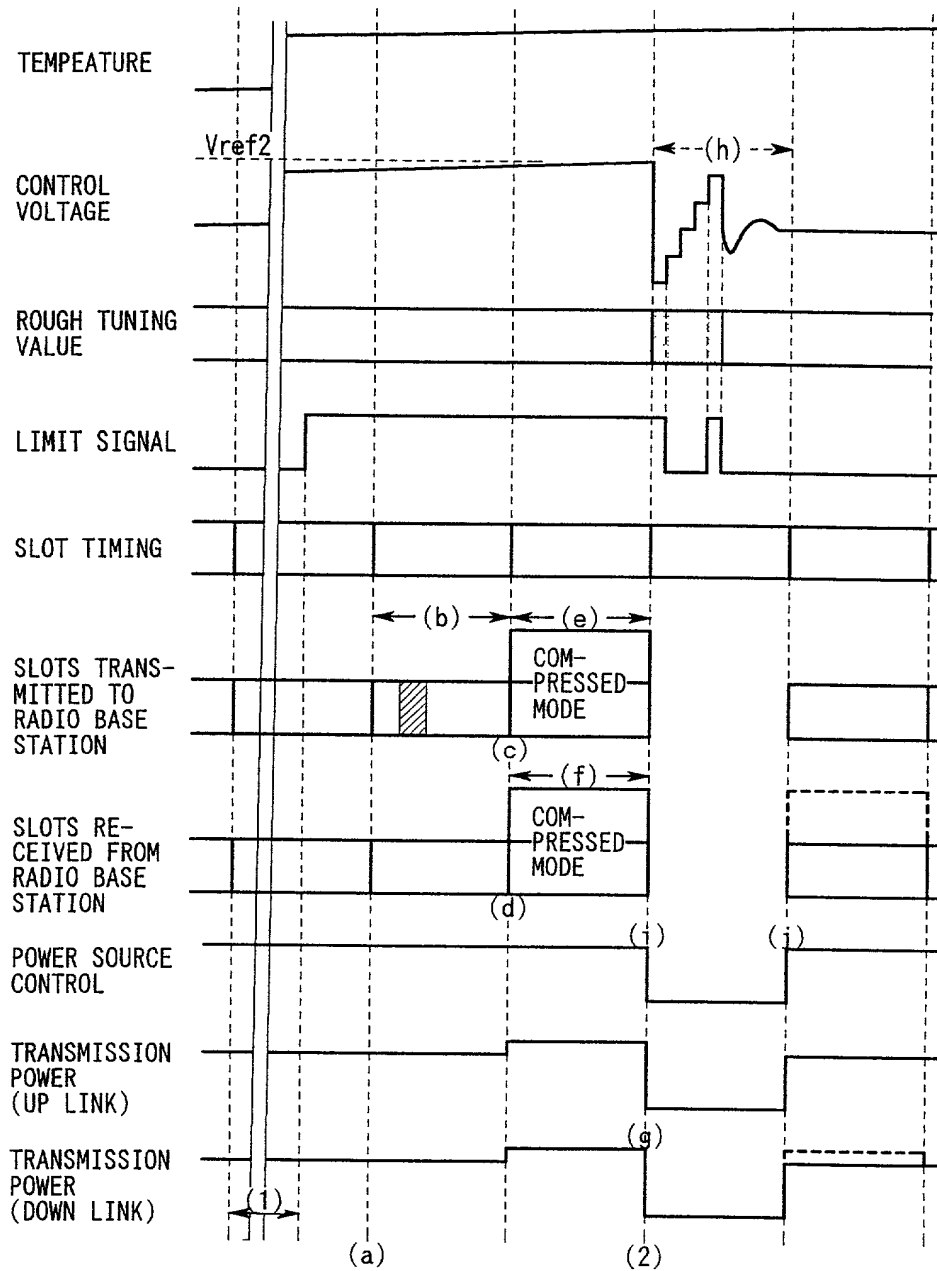 TEMPEATURE
Vref2
(h)
CONTROL
VOLTAGE
ROUGH TUNING
VALUE
LIMIT SIGNAL
SLOT TIMING
(b)
(e)
SLOTS TRANS-
MITTED TO
RADIO BASE
STATION
COM-
PRESSED
MODE
(c)
(f)
SLOTS RE-
CEIVED FROM
RADIO BASE
STATION
COM-
PRESSED
MODE
(d)
(i)
(j)
POWER SOURCE
CONTROL
TRANSMISSION
POWER
(UP LINK)
(g)
TRANSMISSION
POWER
(DOWN LINK)
(1)
(a)
(2)